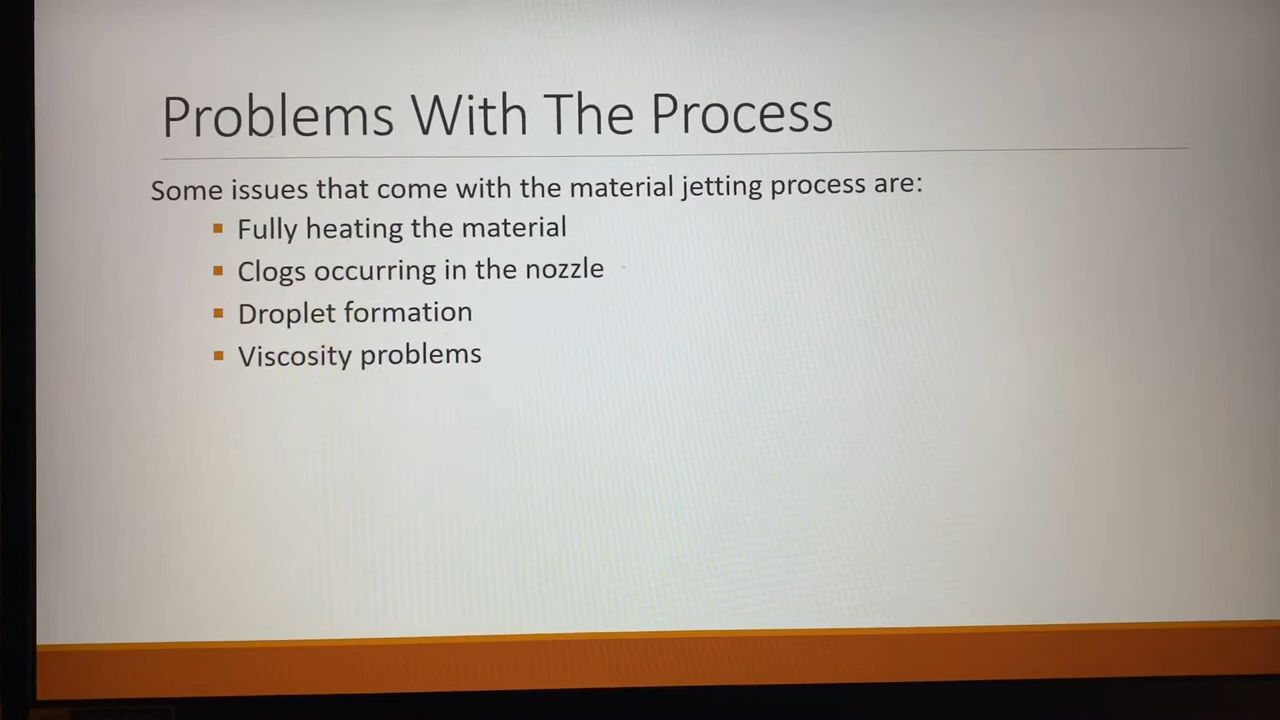 Problems With The Process
Some issues that come with the material jetting process are:
Fully heating the material
Clogs occurring in the nozzle
Droplet formation
Viscosity problems